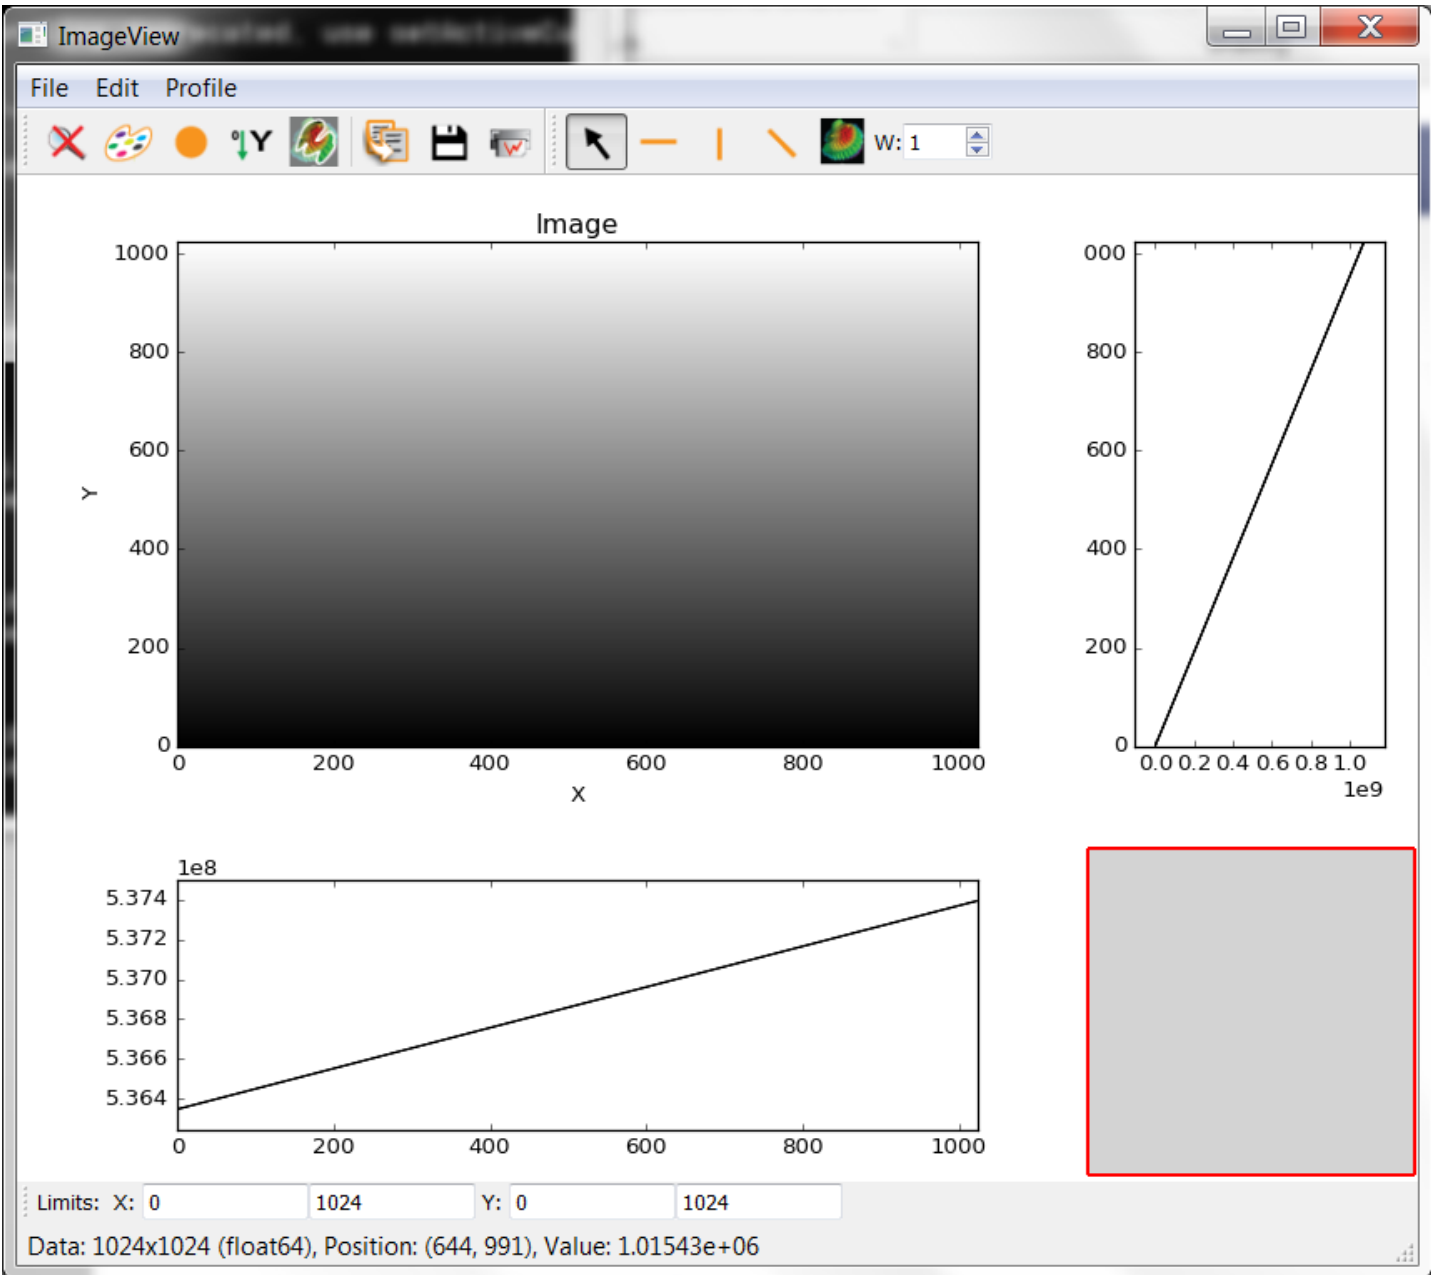 ImageView
File Edit Profile
Y W: 1
Image
1000
800
600
400
200
0
Y
0 200 400 600 800 1000
X
000
800
600
400
200
0
0.0 0.2 0.4 0.6 0.8 1.0
1e9
1e8
5.374
5.372
5.370
5.368
5.366
5.364
0 200 400 600 800 1000
Limits: X: 0 1024 Y: 0 1024
Data: 1024x1024 (float64), Position: (644, 991), Value: 1.01543e+06